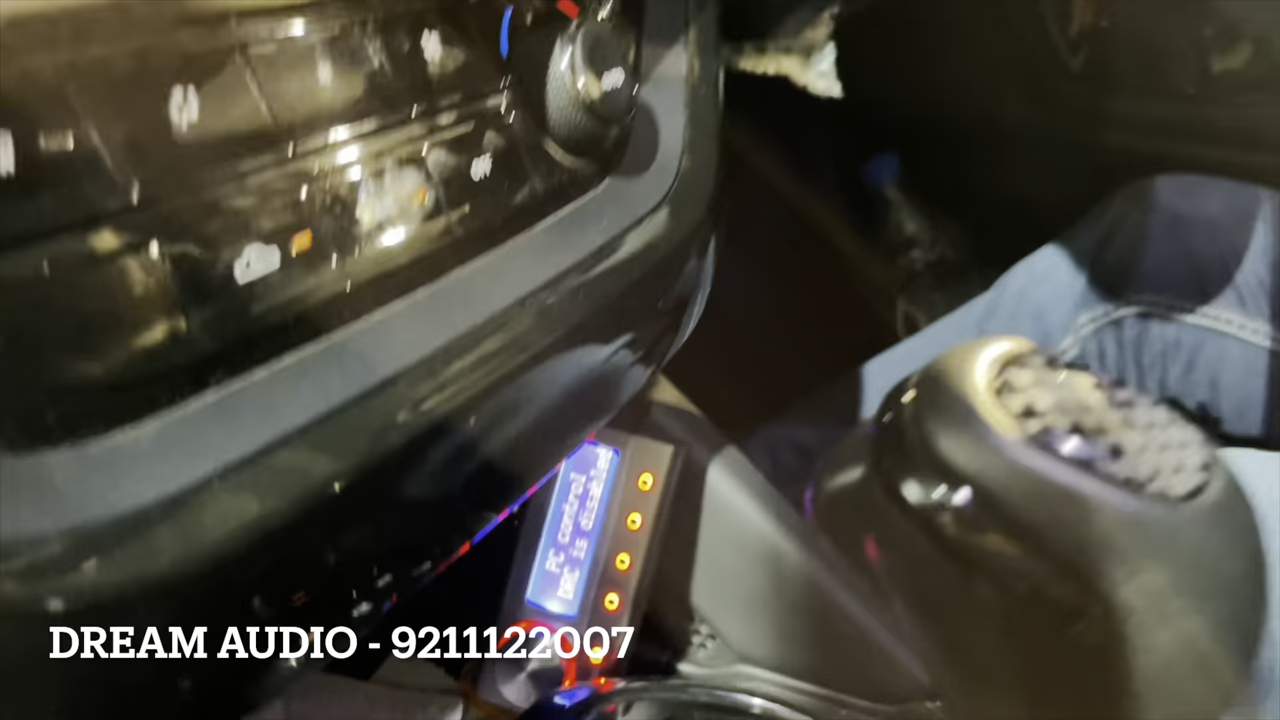 PC control
DRC is disabled
DREAM AUDIO - 9211122007